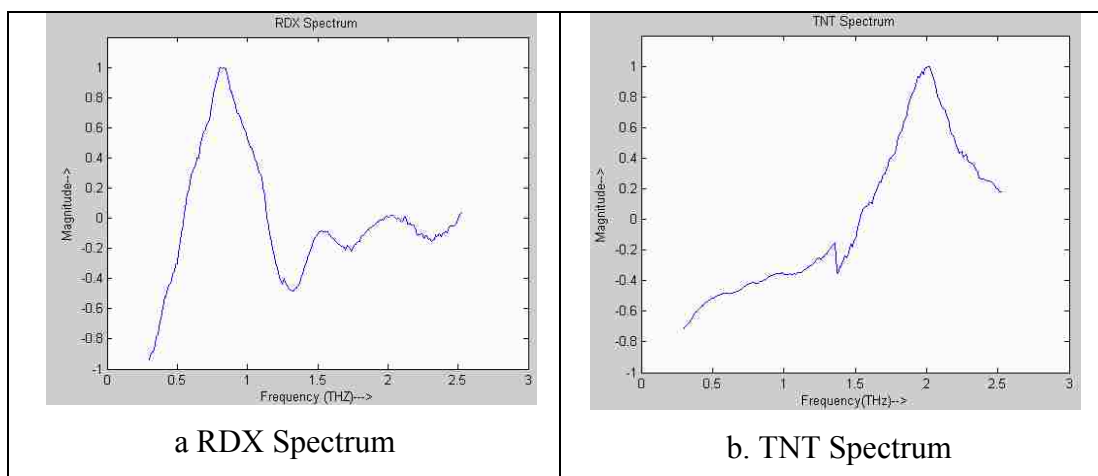 RDX Spectrum
1
0.8
0.6
0.4
0.2
0
-0.2
-0.4
-0.6
-0.8
-1
Magnitude-->
0 0.5 1 1.5 2 2.5 3
Frequency (THZ)--->
a RDX Spectrum
TNT Spectrum
1
0.8
0.6
0.4
0.2
0
-0.2
-0.4
-0.6
-0.8
-1
Magnitude-->
0 0.5 1 1.5 2 2.5 3
Frequency(THz)-->
b. TNT Spectrum